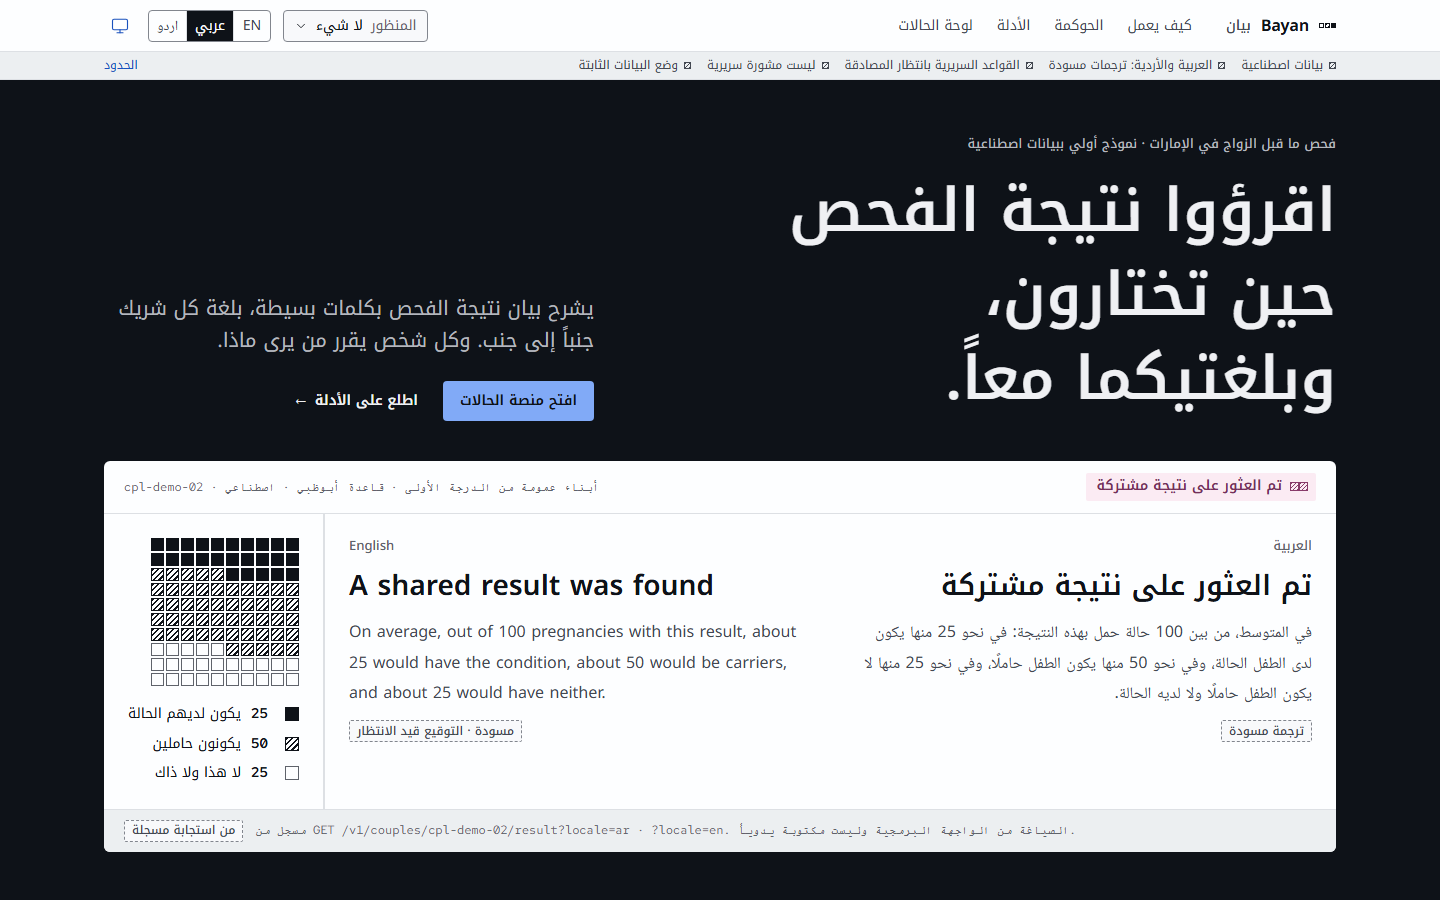 Bayan بيان
كيف يعمل
الحوكمة
الأدلة
لوحة الحالات
المنظور لا شيء
EN عربي اردو
بيانات اصطناعية
العربية والأردية: ترجمات مسودة
القواعد السريرية بانتظار المصادقة
ليست مشورة سريرية
وضع البيانات الثابتة
الحدود
فحص ما قبل الزواج في الإمارات · نموذج أولي ببيانات اصطناعية
اقرؤوا نتيجة الفحص
حين تختارون،
وبلغتيكما معاً.
يشرح بيان نتيجة الفحص بكلمات بسيطة، بلغة كل شريك
جنباً إلى جنب. وكل شخص يقرر من يرى ماذا.
افتح منصة الحالات
اطلع على الأدلة ←
تم العثور على نتيجة مشتركة
أبناء عمومة من الدرجة الأولى · قاعدة أبوظبي · اصطناعي · cpl-demo-02
العربية
تم العثور على نتيجة مشتركة
في المتوسط، من بين 100 حالة حمل بهذه النتيجة: في نحو 25 منها يكون
لدى الطفل الحالة، وفي نحو 50 منها يكون الطفل حاملًا، وفي نحو 25 منها لا
يكون الطفل حاملًا ولا لديه الحالة.
ترجمة مسودة
English
A shared result was found
On average, out of 100 pregnancies with this result, about
25 would have the condition, about 50 would be carriers,
and about 25 would have neither.
مسودة · التوقيع قيد الانتظار
25 يكون لديهم الحالة
50 يكونون حاملين
25 لا هذا ولا ذاك
من استجابة مسجلة
مسجل من GET /v1/couples/cpl-demo-02/result?locale=ar · ?locale=en. الصياغة من الواجهة البرمجية وليست مكتوبة يدوياً.